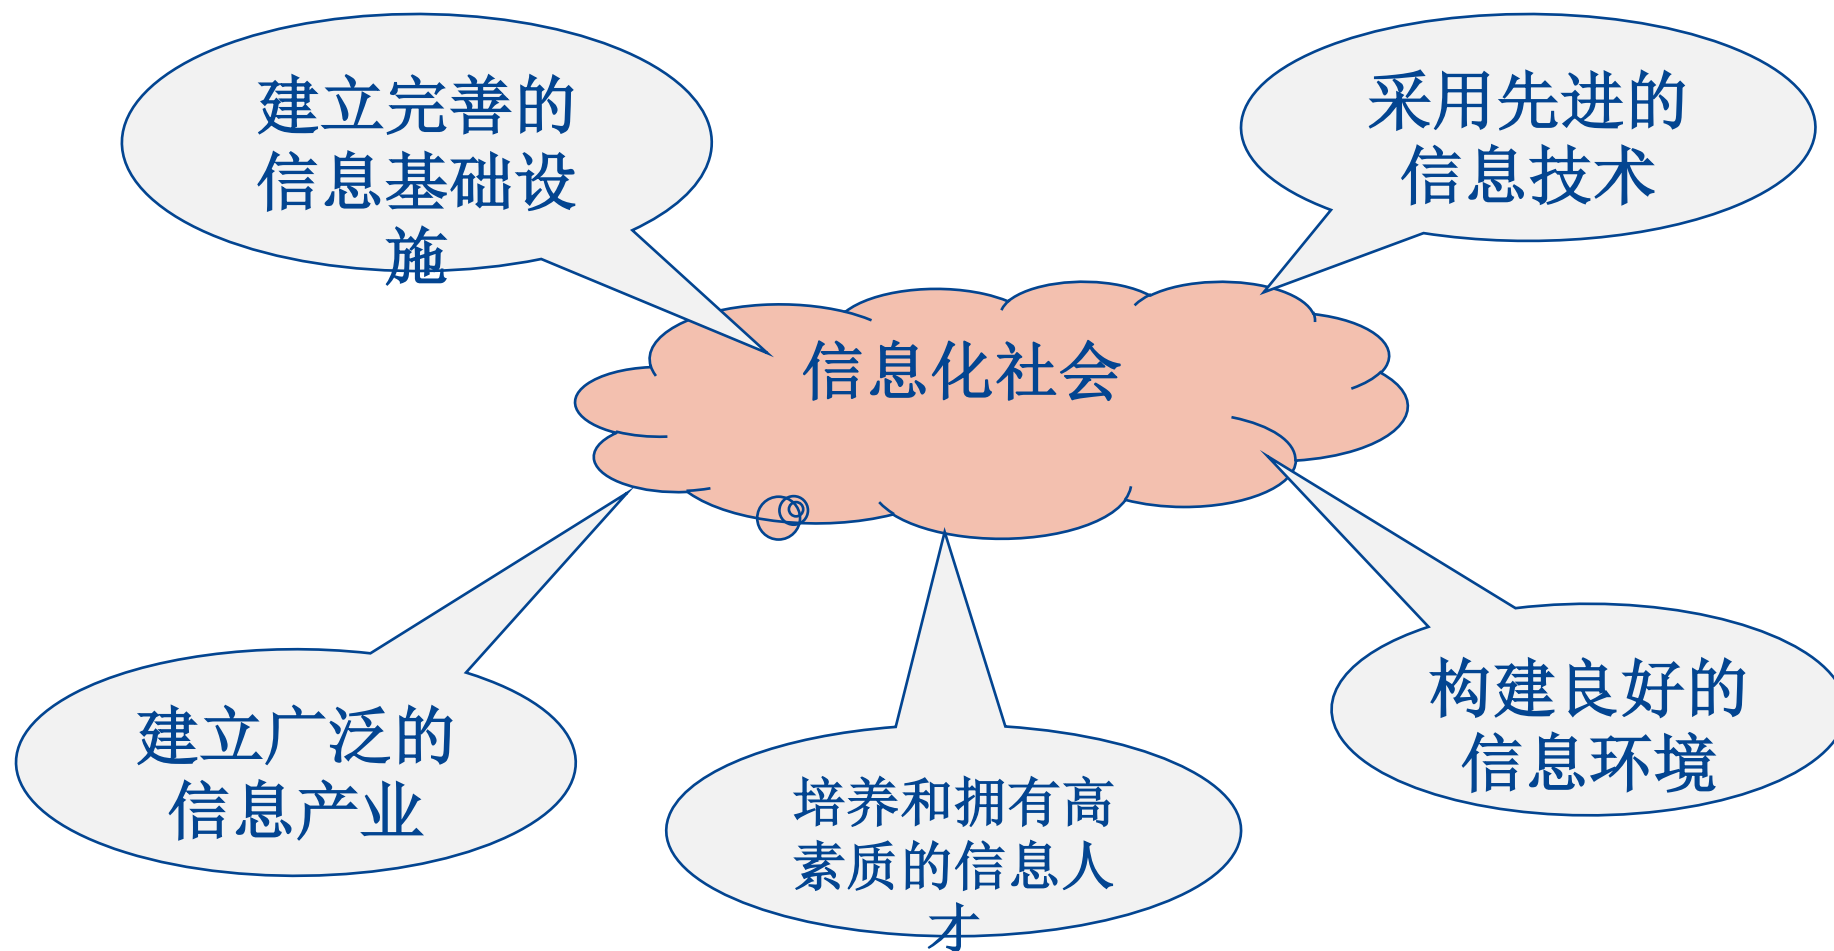 建立完善的
信息基础设
施
采用先进的
信息技术
信息化社会
建立广泛的
信息产业
培养和拥有高
素质的信息人
才
构建良好的
信息环境